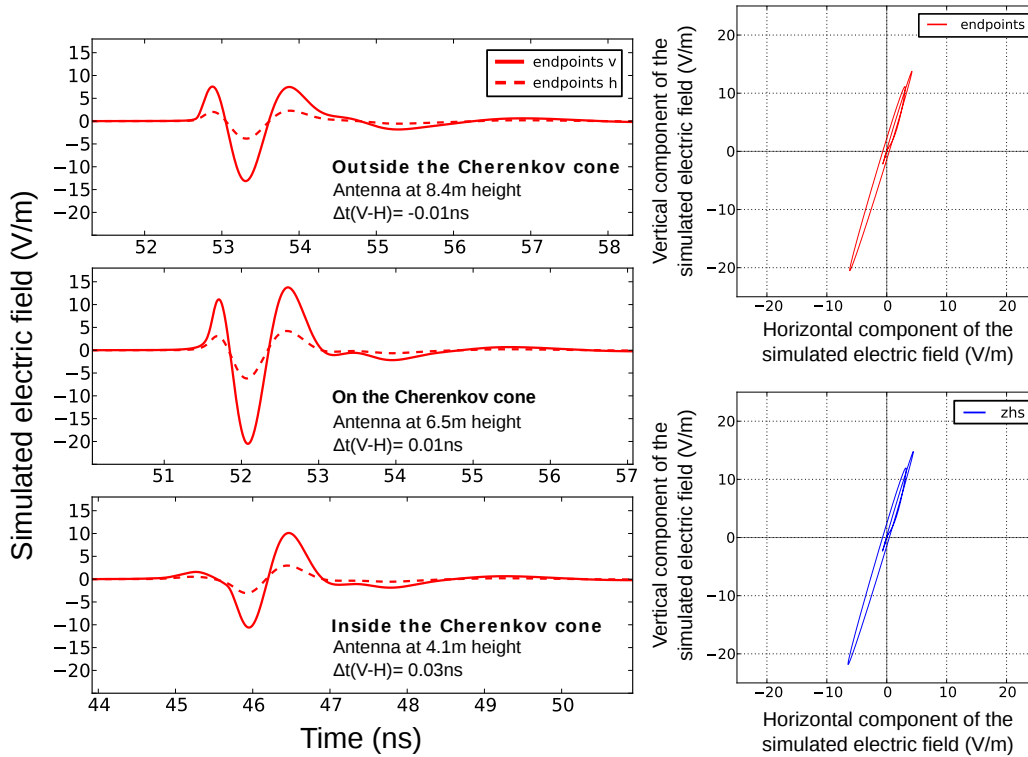 Simulated electric field (V/m)
15
10
5
0
−5
−10
−15
−20
endpoints v
endpoints h
Outside the Cherenkov cone
Antenna at 8.4m height
Δt(V-H)= -0.01ns
52 53 54 55 56 57 58
15
10
5
0
−5
−10
−15
−20
On the Cherenkov cone
Antenna at 6.5m height
Δt(V-H)= 0.01ns
51 52 53 54 55 56 57
15
10
5
0
−5
−10
−15
−20
Inside the Cherenkov cone
Antenna at 4.1m height
Δt(V-H)= 0.03ns
44 45 46 47 48 49 50
Time (ns)
Vertical component of the
simulated electric field (V/m)
20
10
0
−10
−20
endpoints
−20 −10 0 10 20
Horizontal component of the
simulated electric field (V/m)
Vertical component of the
simulated electric field (V/m)
20
10
0
−10
−20
zhs
−20 −10 0 10 20
Horizontal component of the
simulated electric field (V/m)